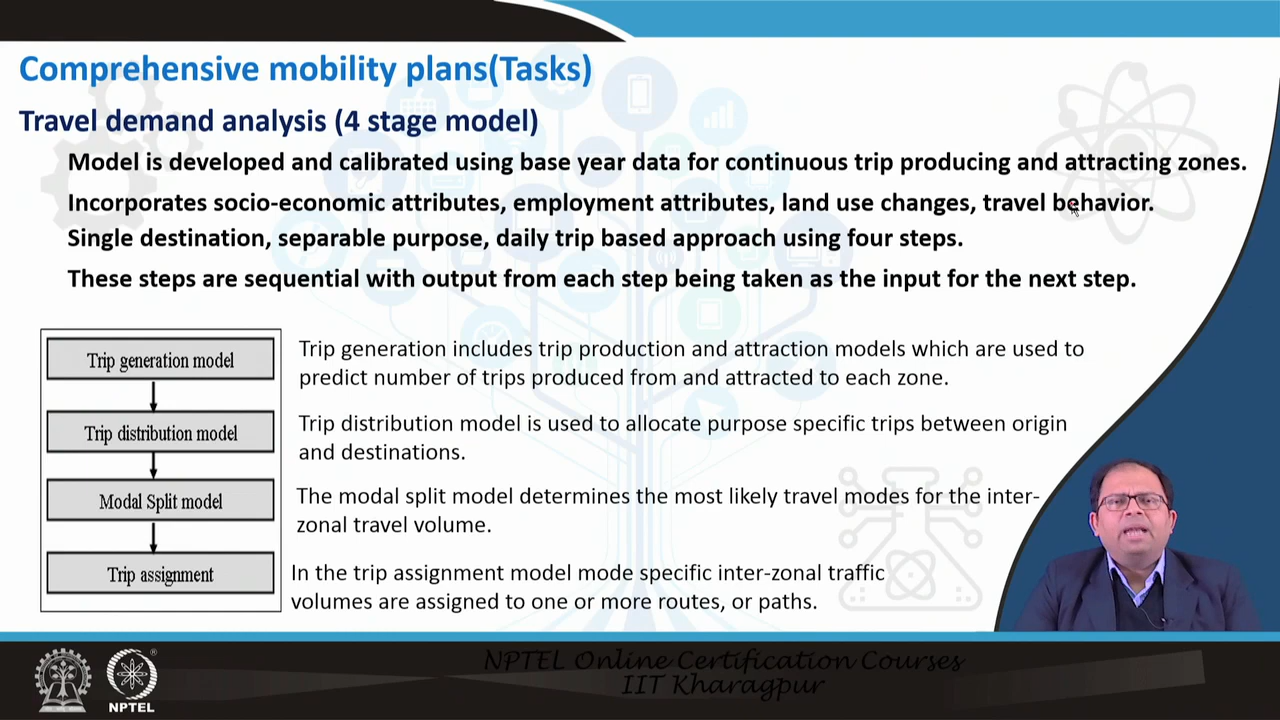 Comprehensive mobility plans(Tasks)
Travel demand analysis (4 stage model)
Model is developed and calibrated using base year data for continuous trip producing and attracting zones.
Incorporates socio-economic attributes, employment attributes, land use changes, travel behavior.
Single destination, separable purpose, daily trip based approach using four steps.
These steps are sequential with output from each step being taken as the input for the next step.
Trip generation model
Trip generation includes trip production and attraction models which are used to
predict number of trips produced from and attracted to each zone.
Trip distribution model
Trip distribution model is used to allocate purpose specific trips between origin
and destinations.
Modal Split model
The modal split model determines the most likely travel modes for the inter-
zonal travel volume.
Trip assignment
In the trip assignment model mode specific inter-zonal traffic
volumes are assigned to one or more routes, or paths.
NPTEL Online Certification Courses
IIT Kharagpur
NPTEL